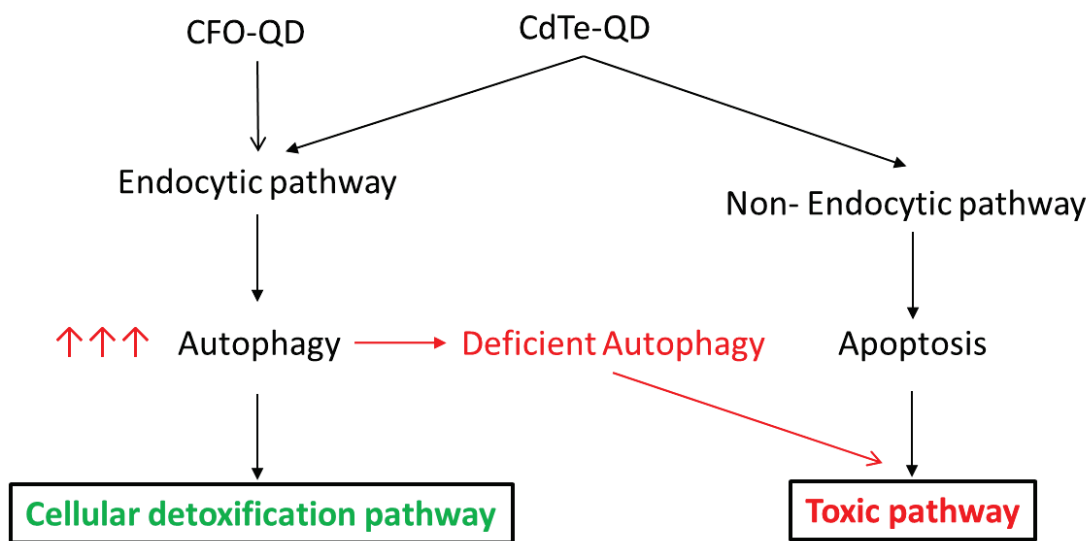 CFO-QD
CdTe-QD
Endocytic pathway
Non- Endocytic pathway
↑↑↑ Autophagy
Deficient Autophagy
Apoptosis
Cellular detoxification pathway
Toxic pathway